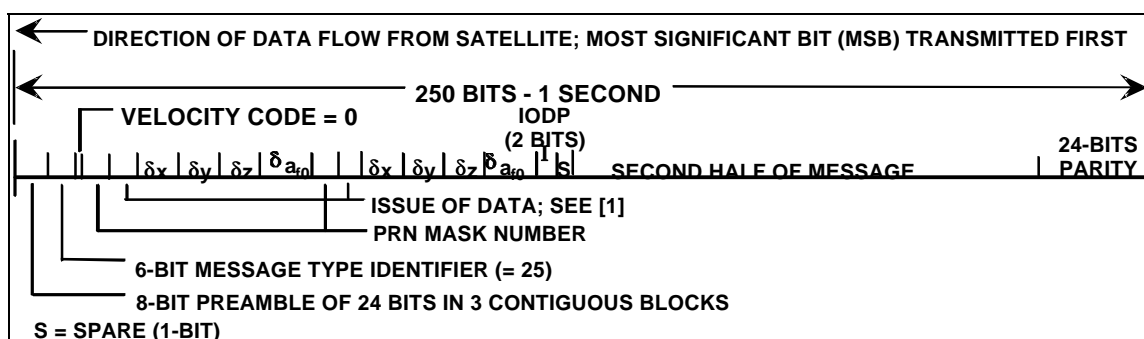 DIRECTION OF DATA FLOW FROM SATELLITE; MOST SIGNIFICANT BIT (MSB) TRANSMITTED FIRST
250 BITS - 1 SECOND
VELOCITY CODE = 0
IODP
(2 BITS)
δx δy δz δ af0 δx δy δz δ af0 I S SECOND HALF OF MESSAGE
24-BITS
PARITY
ISSUE OF DATA; SEE [1]
PRN MASK NUMBER
6-BIT MESSAGE TYPE IDENTIFIER (= 25)
8-BIT PREAMBLE OF 24 BITS IN 3 CONTIGUOUS BLOCKS
S = SPARE (1-BIT)